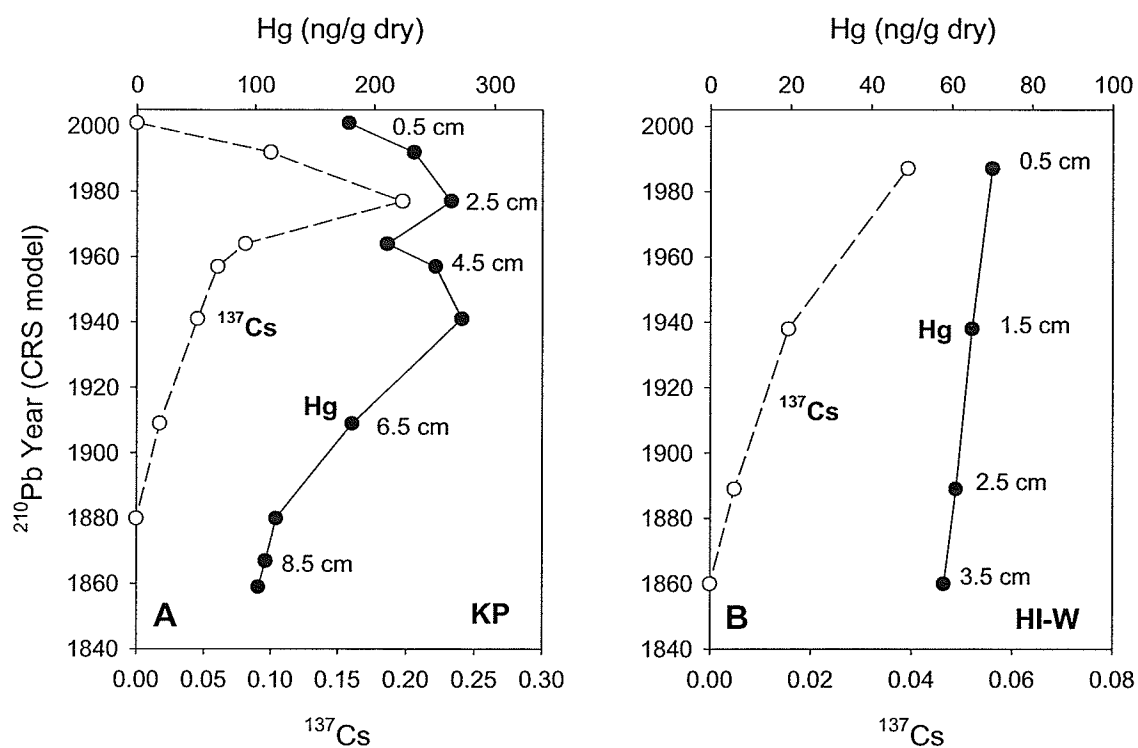 Hg (ng/g dry)
0 100 200 300
2000
1980
1960
1940
1920
1900
1880
1860
1840
²¹⁰Pb Year (CRS model)
0.5 cm
2.5 cm
4.5 cm
¹³⁷Cs
Hg
6.5 cm
8.5 cm
A
KP
0.00 0.05 0.10 0.15 0.20 0.25 0.30
¹³⁷Cs
Hg (ng/g dry)
0 20 40 60 80 100
2000
1980
1960
1940
1920
1900
1880
1860
1840
0.5 cm
Hg
1.5 cm
¹³⁷Cs
2.5 cm
3.5 cm
B
HI-W
0.00 0.02 0.04 0.06 0.08
¹³⁷Cs